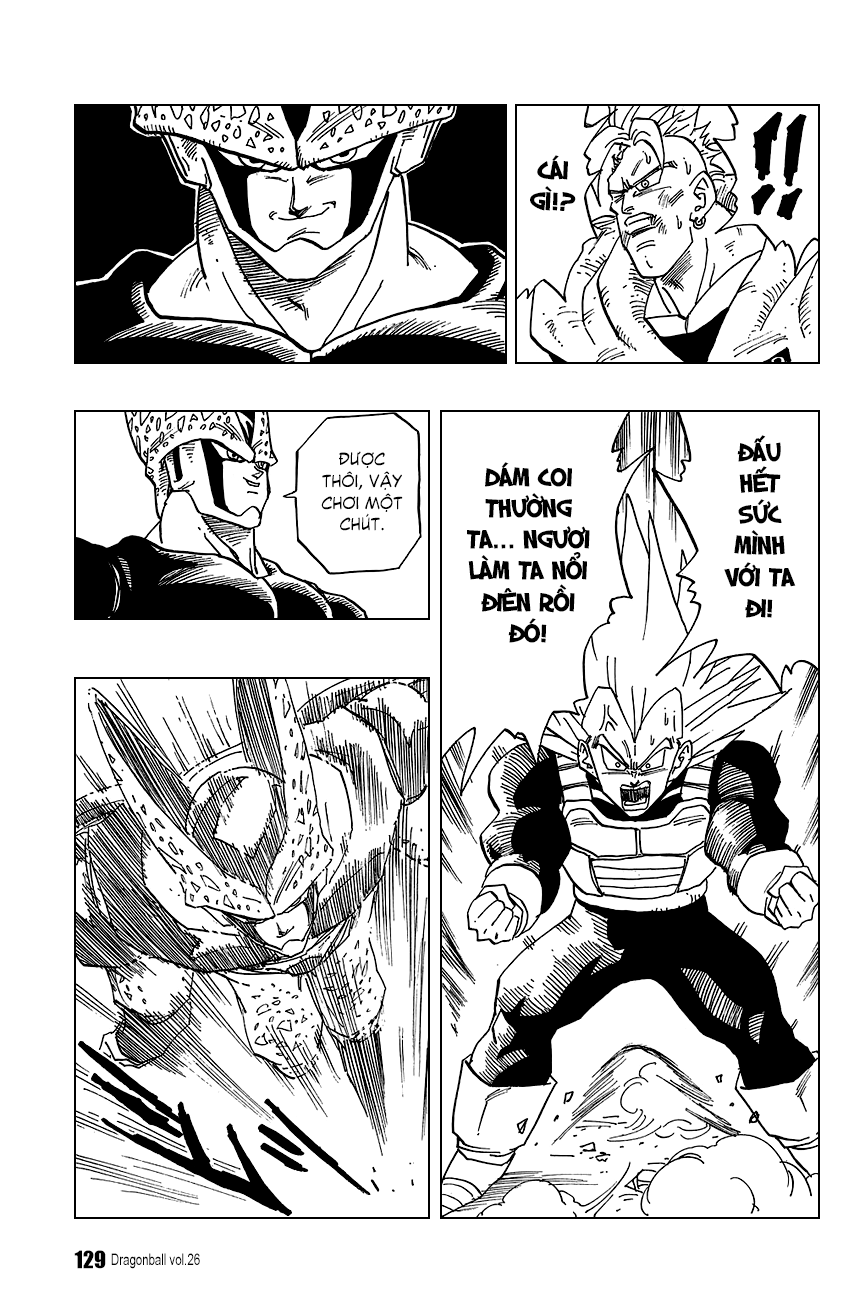 !!
CÁI
GÌ!?
ĐẤU
HẾT
SỨC
MÌNH
VỚI TA
ĐI!
DÁM COI
THƯỜNG
TA... NGƯƠI
LÀM TA NỔI
ĐIÊN RỒI
ĐÓ!
ĐƯỢC
THÔI, VẬY
CHƠI MỘT
CHÚT.
129 Dragonball vol.26